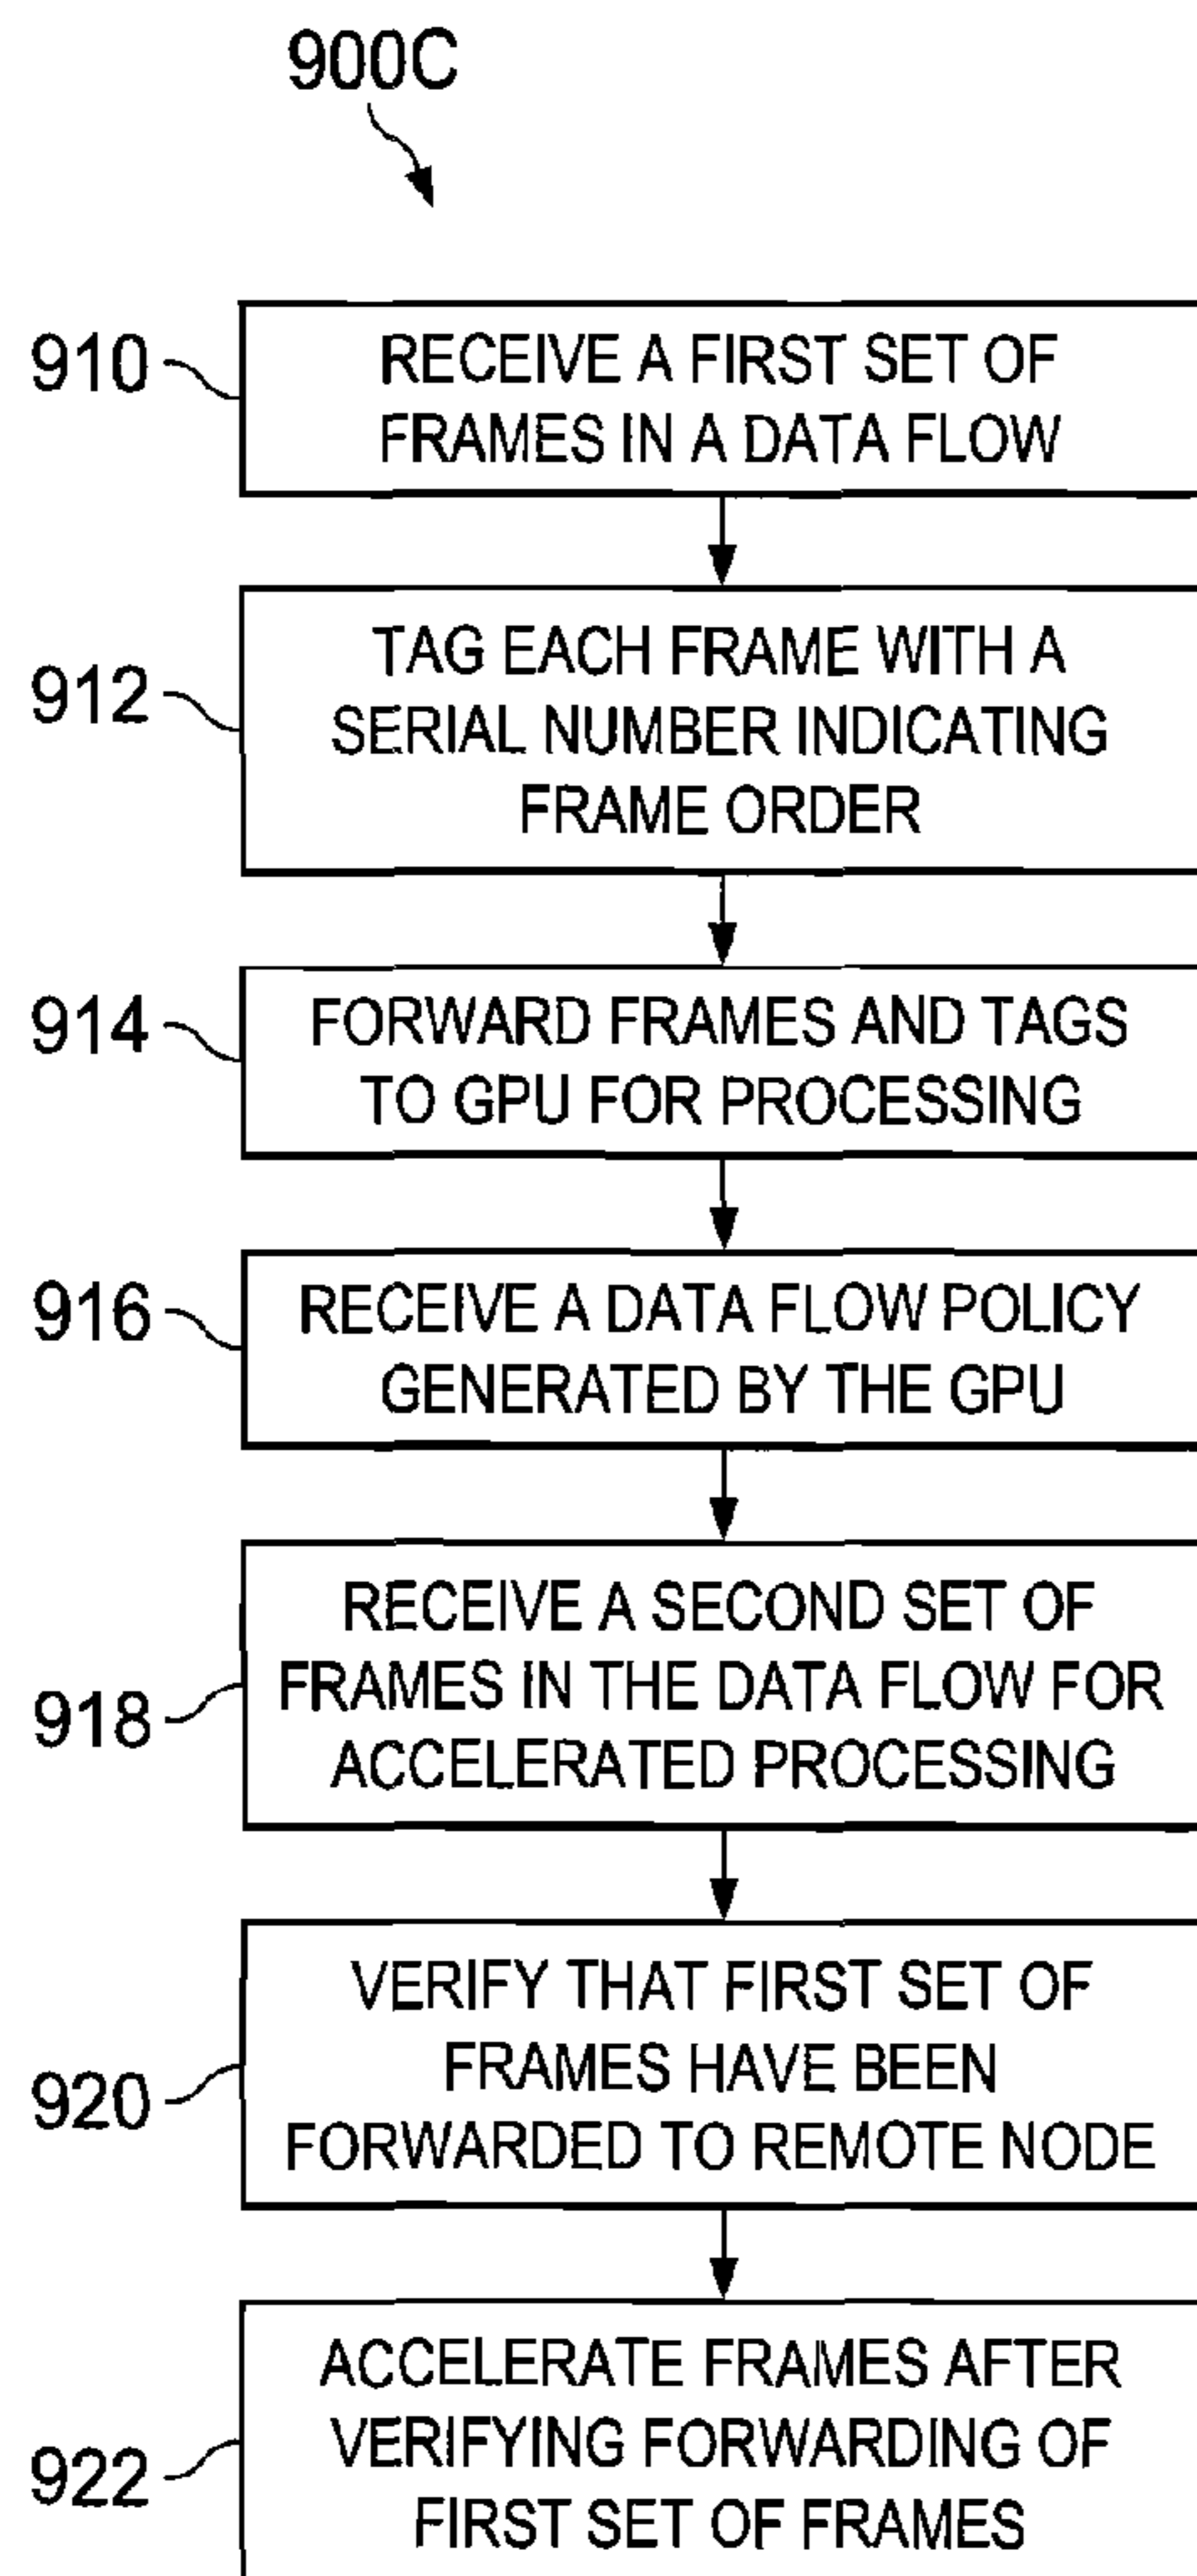 900C
910
RECEIVE A FIRST SET OF
FRAMES IN A DATA FLOW
912
TAG EACH FRAME WITH A
SERIAL NUMBER INDICATING
FRAME ORDER
914
FORWARD FRAMES AND TAGS
TO GPU FOR PROCESSING
916
RECEIVE A DATA FLOW POLICY
GENERATED BY THE GPU
918
RECEIVE A SECOND SET OF
FRAMES IN THE DATA FLOW FOR
ACCELERATED PROCESSING
920
VERIFY THAT FIRST SET OF
FRAMES HAVE BEEN
FORWARDED TO REMOTE NODE
922
ACCELERATE FRAMES AFTER
VERIFYING FORWARDING OF
FIRST SET OF FRAMES